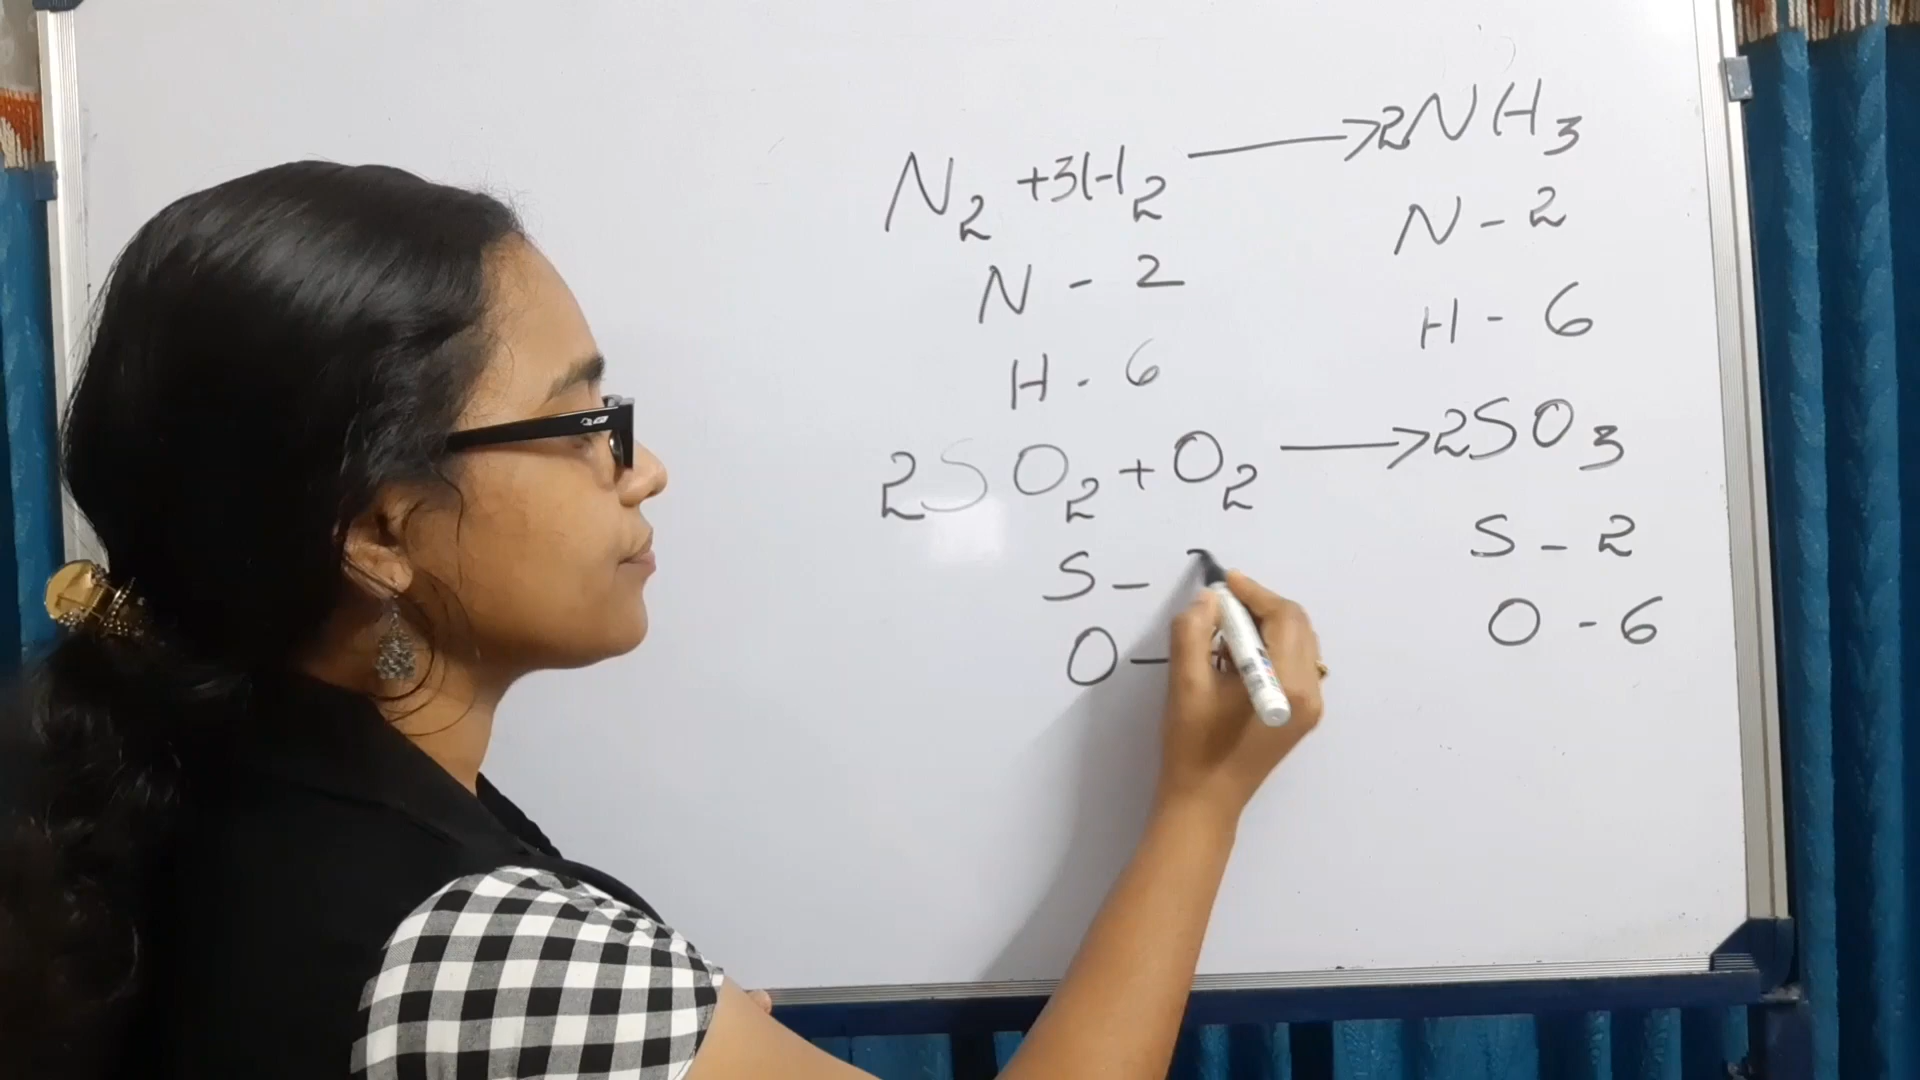 N₂ + 3H₂ ⟶ 2NH₃
N - 2 N - 2
H - 6 H - 6
2SO₂ + O₂ ⟶ 2SO₃
S - S - 2
O - O - 6